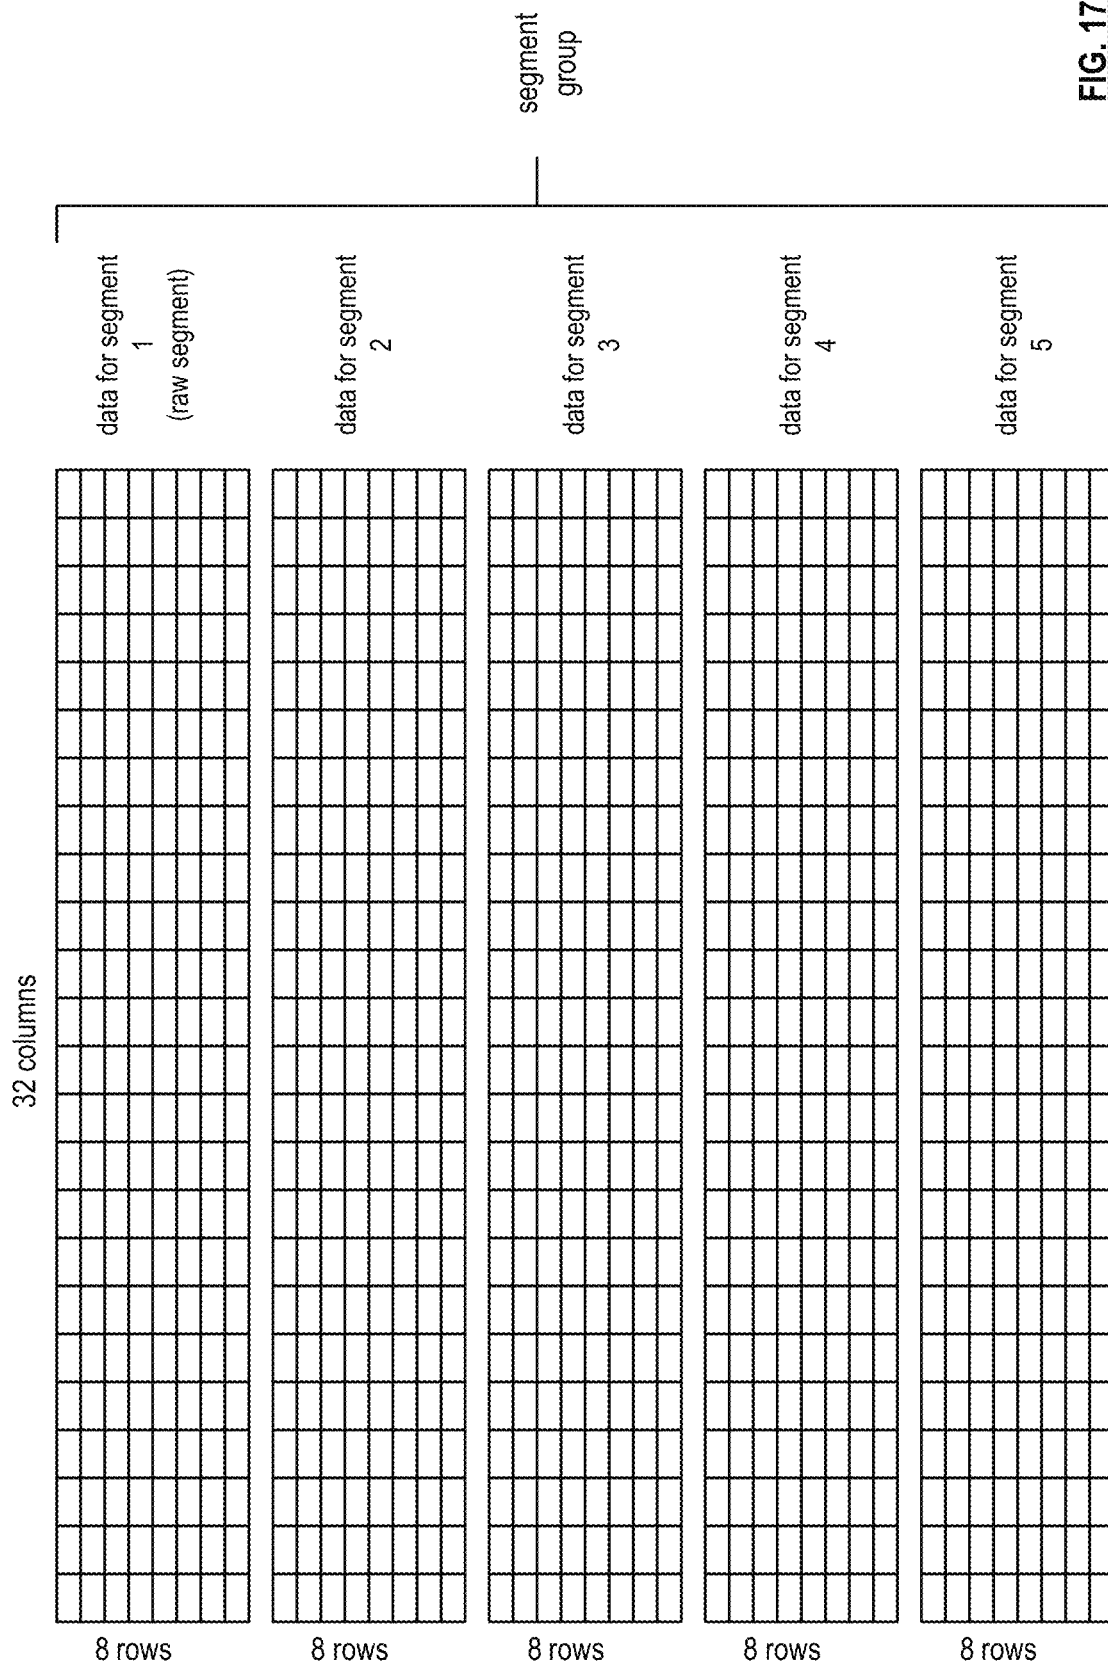 32 columns
8 rows
data for segment
1
(raw segment)
8 rows
data for segment
2
8 rows
data for segment
3
8 rows
data for segment
4
8 rows
data for segment
5
segment
group
FIG. 17